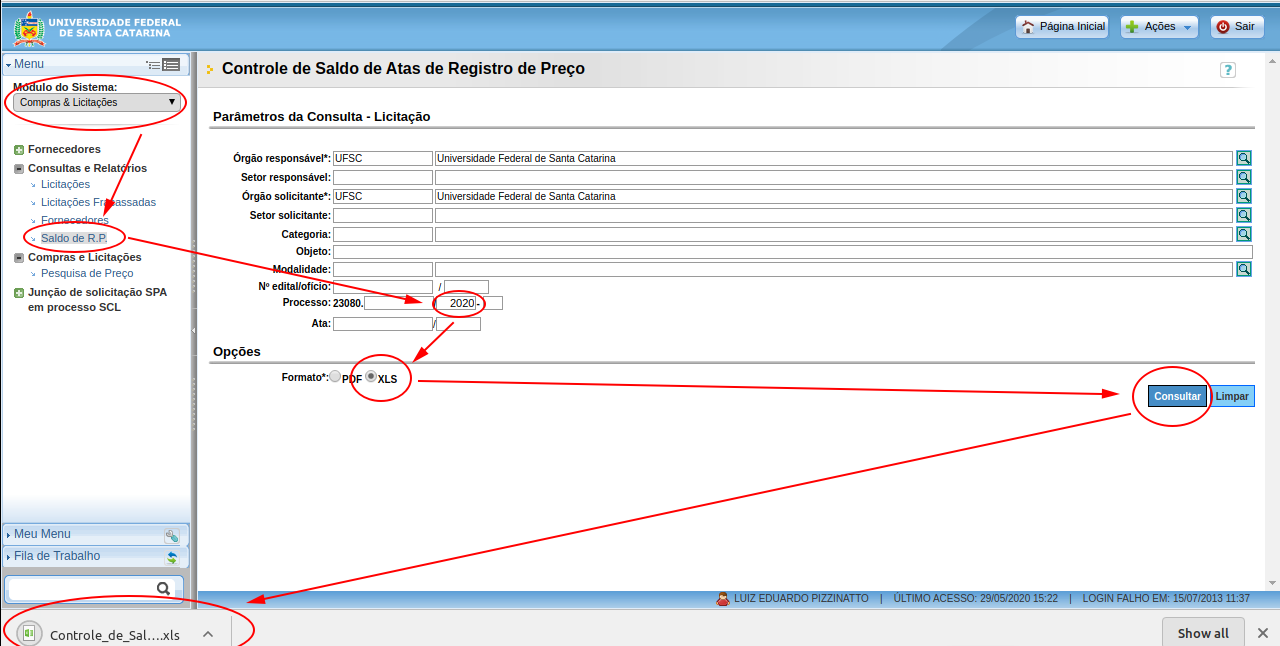 UNIVERSIDADE FEDERAL
DE SANTA CATARINA
Página Inicial
Ações
Sair
Menu
Módulo do Sistema:
Compras & Licitações
Fornecedores
Consultas e Relatórios
Licitações
Licitações Fracassadas
Fornecedores
Saldo de R.P.
Compras e Licitações
Pesquisa de Preço
Junção de solicitação SPA
em processo SCL
Meu Menu
Fila de Trabalho
Controle de Saldo de Atas de Registro de Preço
?
Parâmetros da Consulta - Licitação
Órgão responsável*: UFSC Universidade Federal de Santa Catarina
Setor responsável:
Órgão solicitante*: UFSC Universidade Federal de Santa Catarina
Setor solicitante:
Categoria:
Objeto:
Modalidade:
Nº edital/ofício: /
Processo: 23080. / 2020 -
Ata: /
Opções
Formato*: PDF XLS
Consultar Limpar
LUIZ EDUARDO PIZZINATTO | ÚLTIMO ACESSO: 29/05/2020 15:22 | LOGIN FALHO EM: 15/07/2013 11:37
Controle_de_Sal....xls
Show all